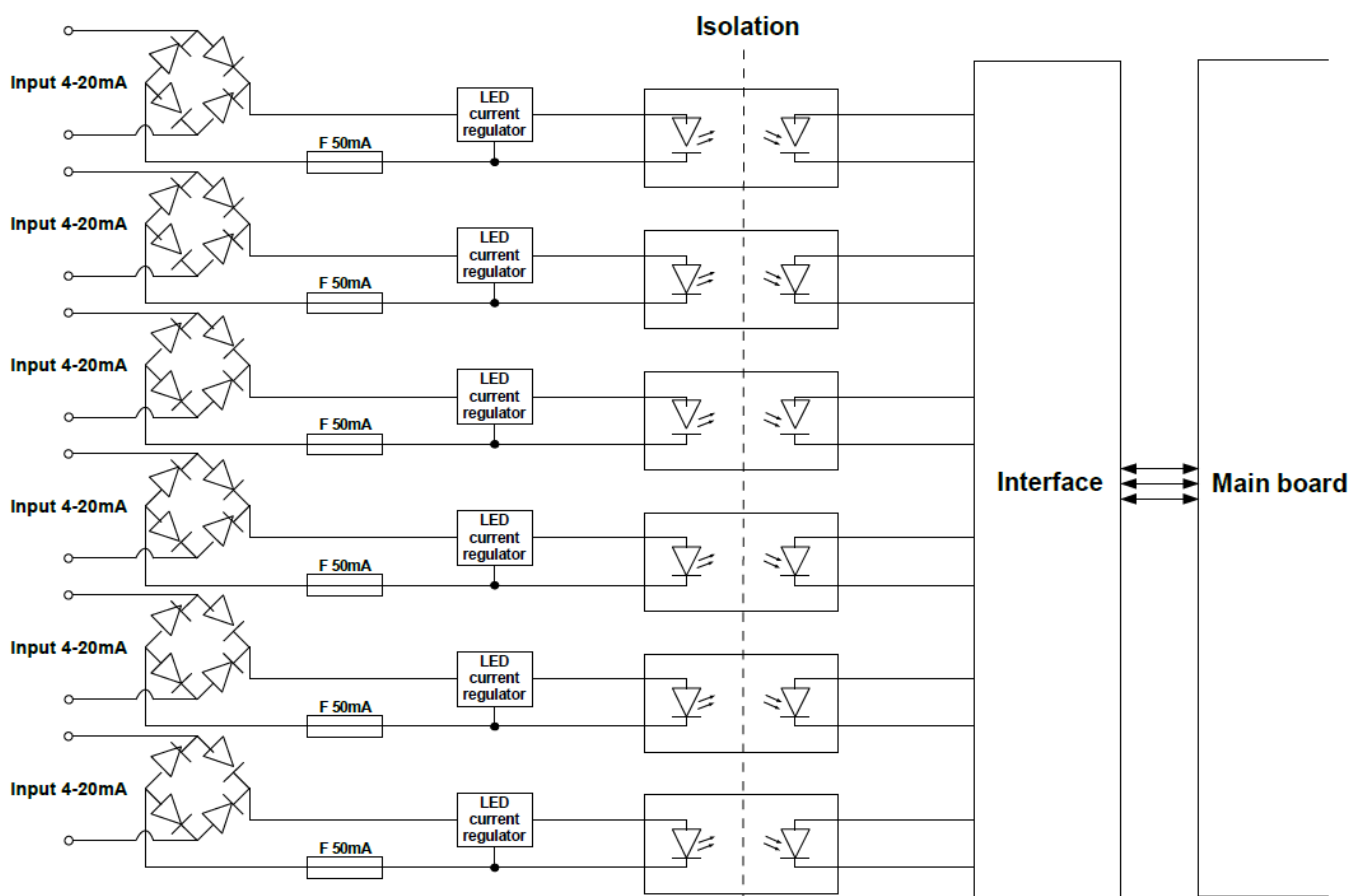 Isolation
Input 4-20mA
LED
current
regulator
F 50mA
Input 4-20mA
LED
current
regulator
F 50mA
Input 4-20mA
LED
current
regulator
F 50mA
Interface
Main board
Input 4-20mA
LED
current
regulator
F 50mA
Input 4-20mA
LED
current
regulator
F 50mA
Input 4-20mA
LED
current
regulator
F 50mA